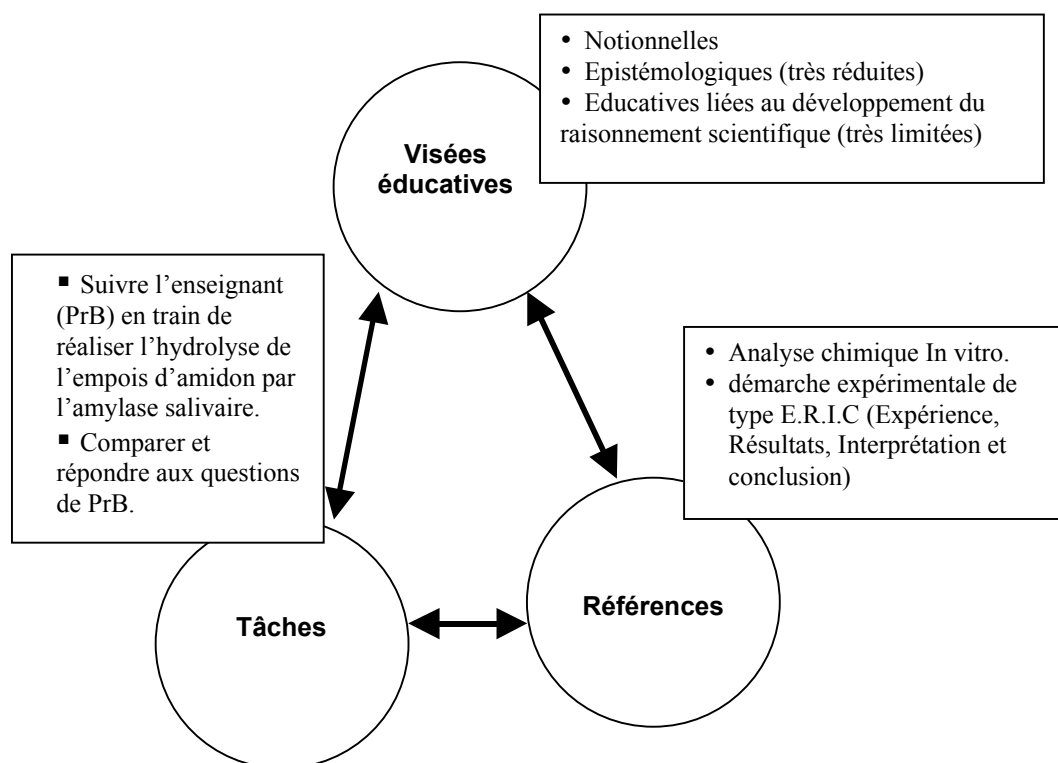 • Notionnelles
• Epistémologiques (très réduites)
• Educatives liées au développement du
raisonnement scientifique (très limitées)
Visées
éducatives
▪ Suivre l’enseignant
(PrB) en train de
réaliser l’hydrolyse de
l’empois d’amidon par
l’amylase salivaire.
▪ Comparer et
répondre aux questions
de PrB.
• Analyse chimique In vitro.
• démarche expérimentale de
type E.R.I.C (Expérience,
Résultats, Interprétation et
conclusion)
Tâches
Références